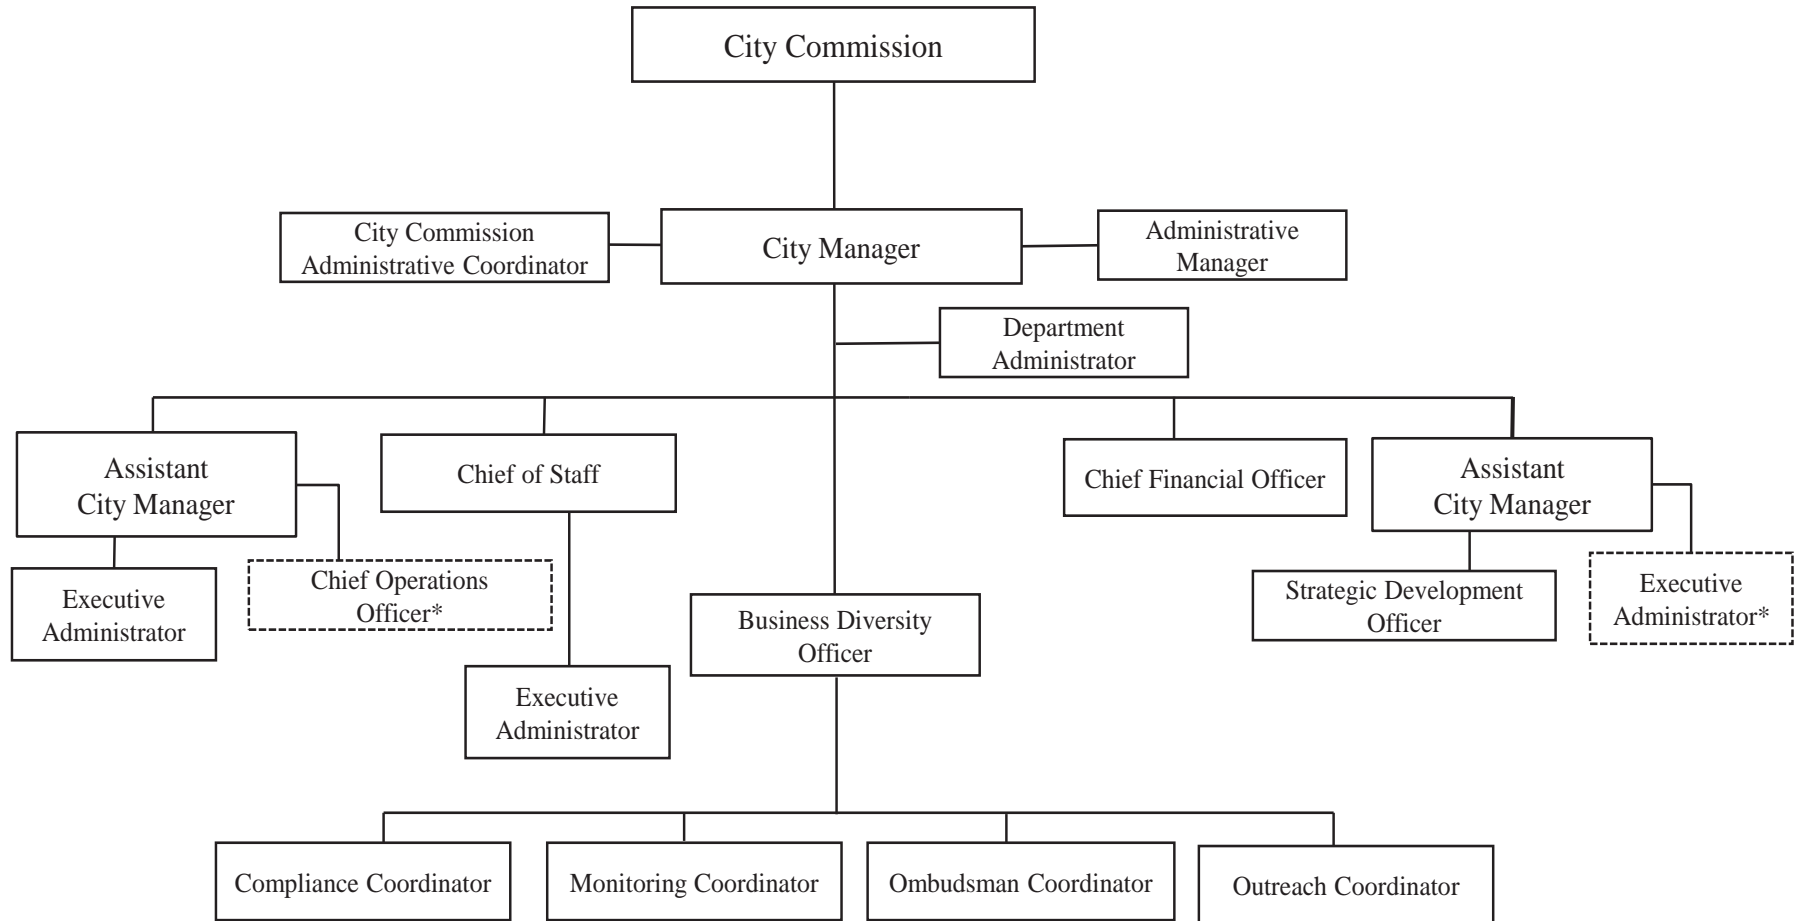 City Commission
City Commission
Administrative Coordinator
City Manager
Administrative
Manager
Department
Administrator
Assistant
City Manager
Chief of Staff
Chief Financial Officer
Assistant
City Manager
Executive
Administrator
Chief Operations
Officer*
Business Diversity
Officer
Strategic Development
Officer
Executive
Administrator*
Executive
Administrator
Compliance Coordinator
Monitoring Coordinator
Ombudsman Coordinator
Outreach Coordinator